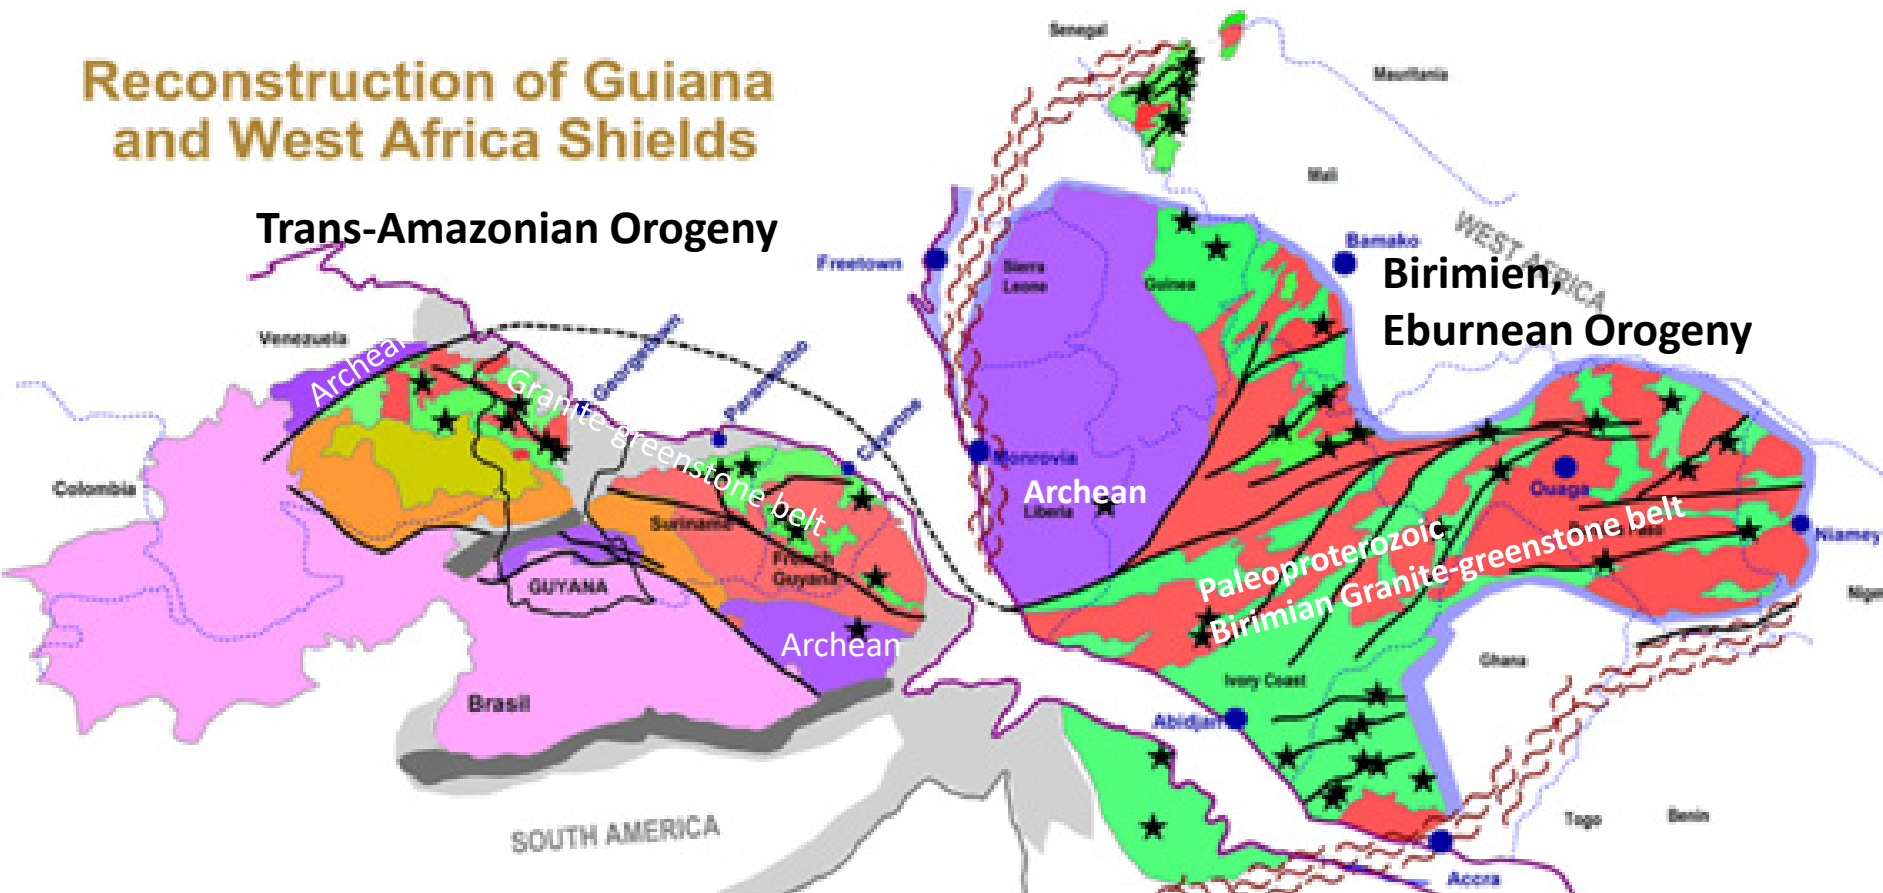 Reconstruction of Guiana
and West Africa Shields
Trans-Amazonian Orogeny
Senegal
Mauritania
Mali
WEST AFRICA
Bamako
Birimien,
Eburnean Orogeny
Freetown
Sierra
Leone
Guinea
Venezuela
Archean
Georgetown
Paramaribo
Cayenne
Granite-greenstone belt
Monrovia
Archean
Liberia
Colombia
Ouaga
Niamey
Suriname
French
Guyana
GUYANA
Paleoproterozoic
Birimian Granite-greenstone belt
Archean
Ghana
Ivory Coast
Brasil
Abidjan
SOUTH AMERICA
Togo
Benin
Accra